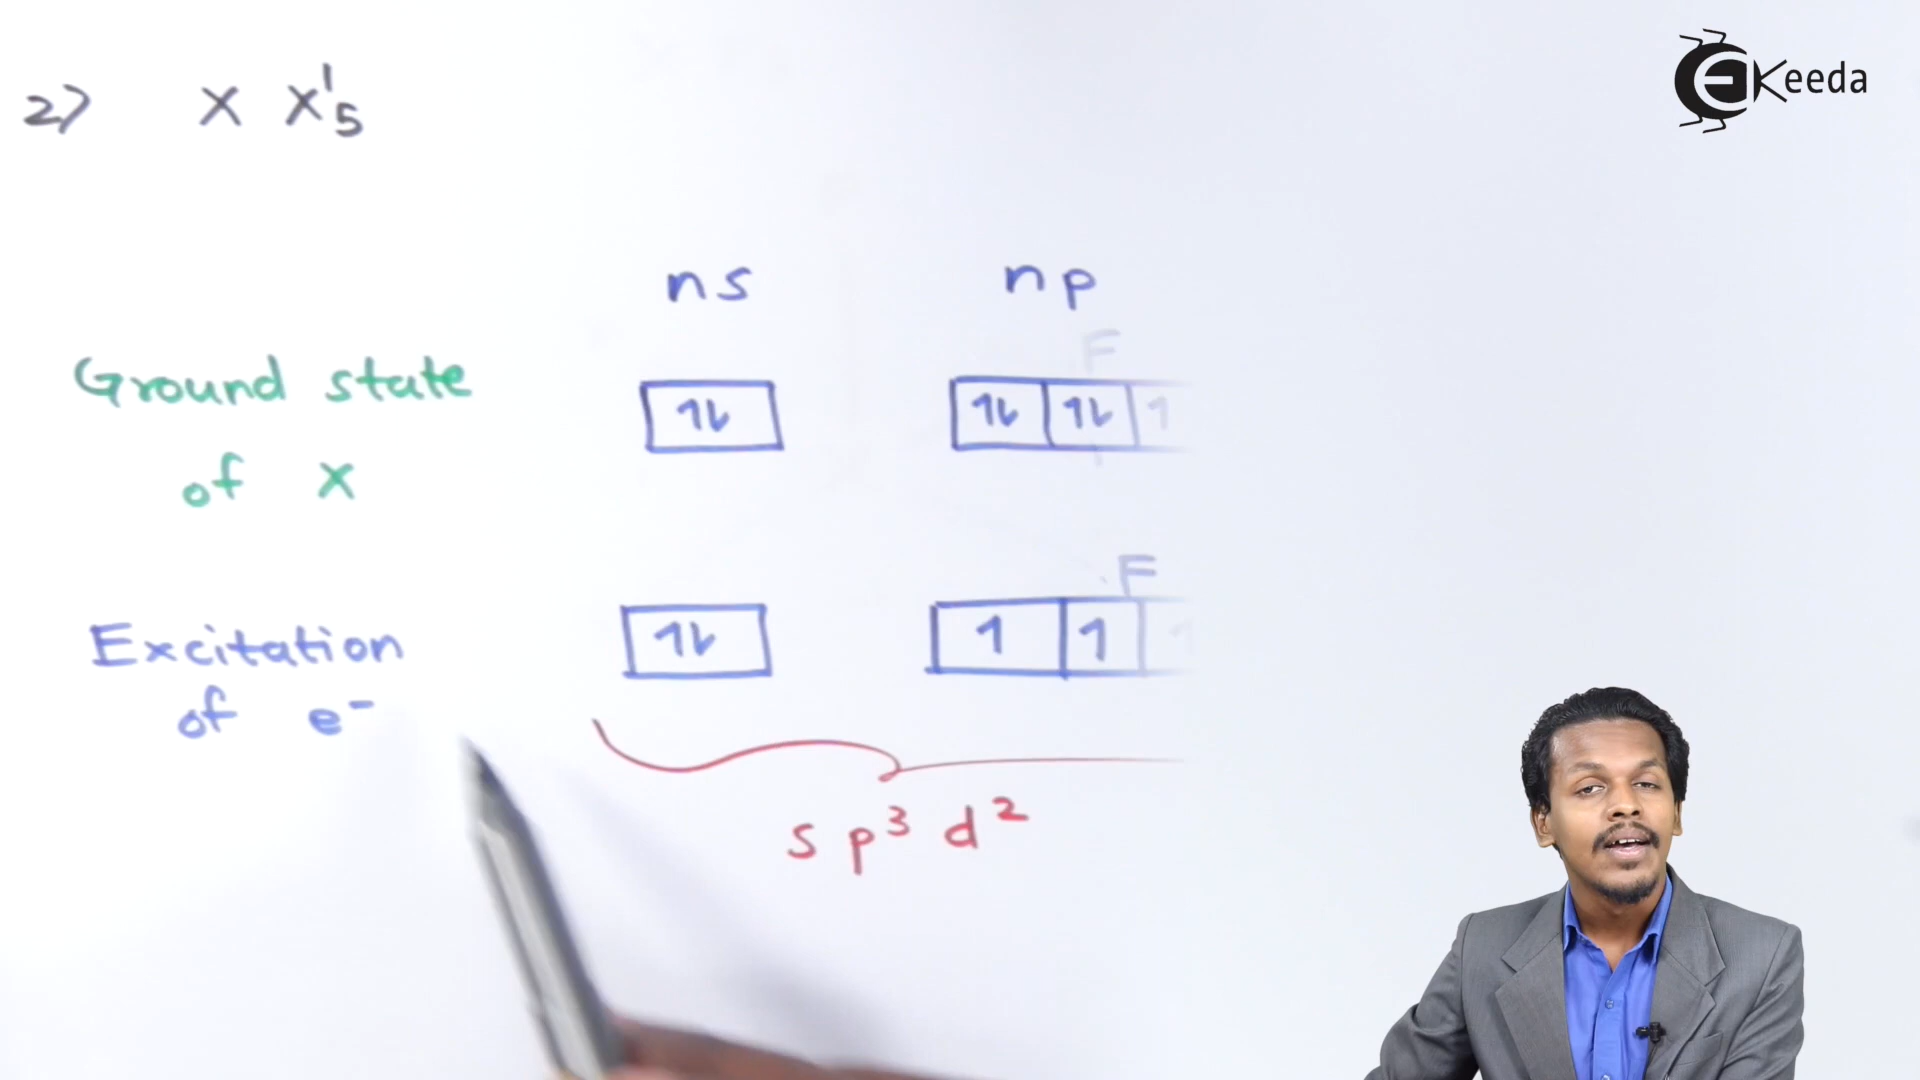 EKeeda
2) X X'5
ns np
F
Ground state
↑↓ ↑↓ ↑↓ ↑
of X
F
Excitation
↑↓ ↑ ↑ ↑
of e-
sp³d²